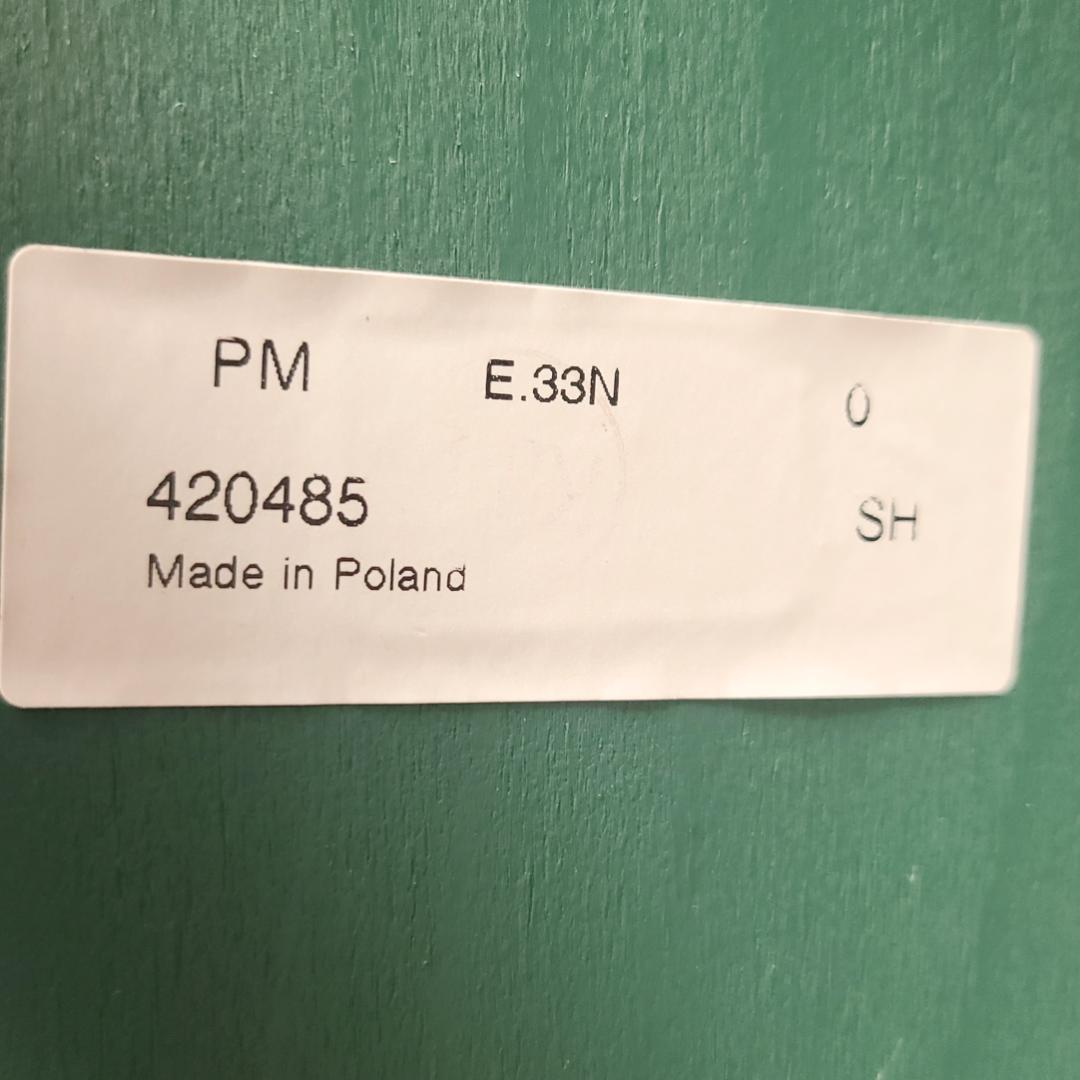 PM E.33N 0
420485 SH
Made in Poland